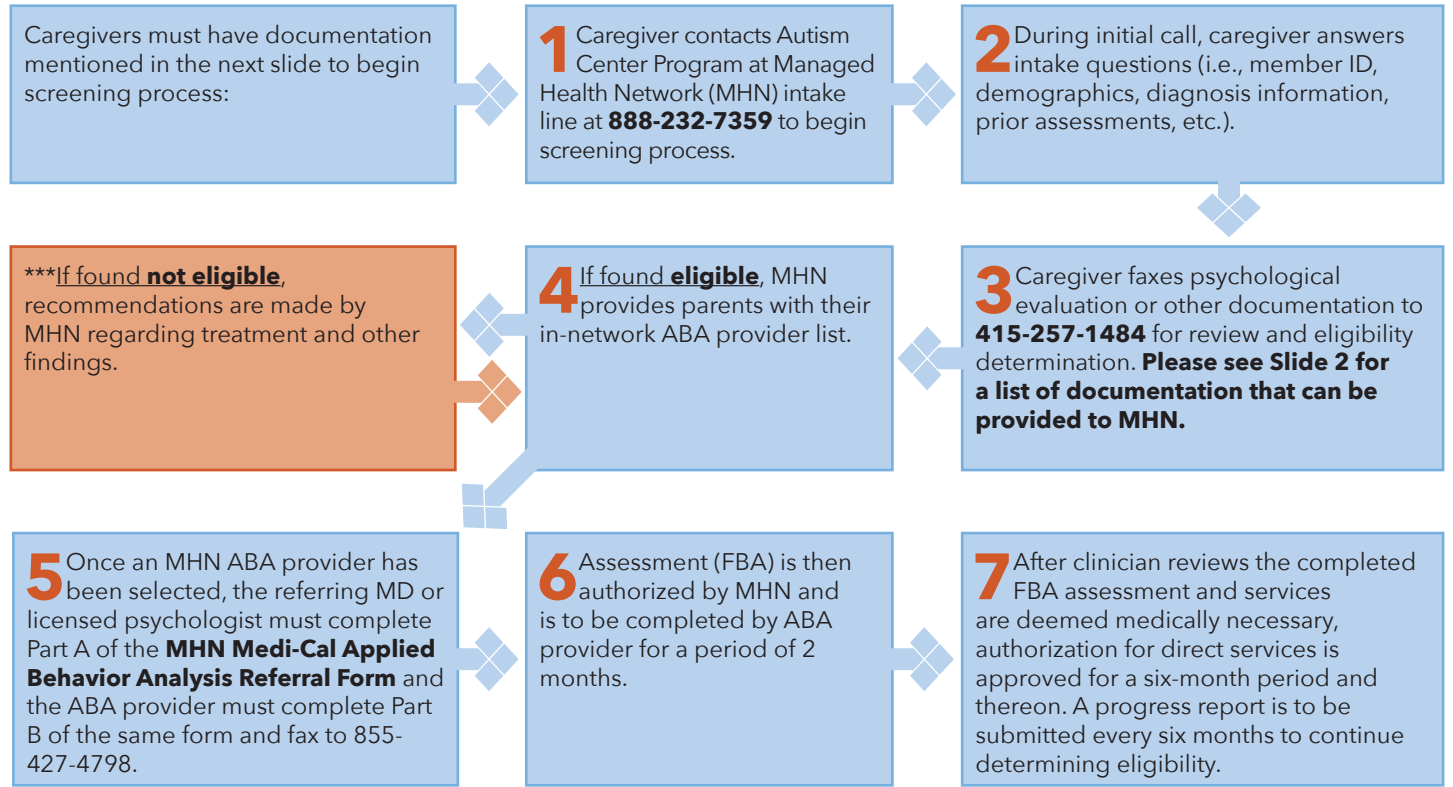 Caregivers must have documentation
mentioned in the next slide to begin
screening process:
1 Caregiver contacts Autism
Center Program at Managed
Health Network (MHN) intake
line at 888-232-7359 to begin
screening process.
2 During initial call, caregiver answers
intake questions (i.e., member ID,
demographics, diagnosis information,
prior assessments, etc.).
3 Caregiver faxes psychological
evaluation or other documentation to
415-257-1484 for review and eligibility
determination. Please see Slide 2 for
a list of documentation that can be
provided to MHN.
4 If found eligible, MHN
provides parents with their
in-network ABA provider list.
***If found not eligible,
recommendations are made by
MHN regarding treatment and other
findings.
5 Once an MHN ABA provider has
been selected, the referring MD or
licensed psychologist must complete
Part A of the MHN Medi-Cal Applied
Behavior Analysis Referral Form and
the ABA provider must complete Part
B of the same form and fax to 855-
427-4798.
6 Assessment (FBA) is then
authorized by MHN and
is to be completed by ABA
provider for a period of 2
months.
7 After clinician reviews the completed
FBA assessment and services
are deemed medically necessary,
authorization for direct services is
approved for a six-month period and
thereon. A progress report is to be
submitted every six months to continue
determining eligibility.